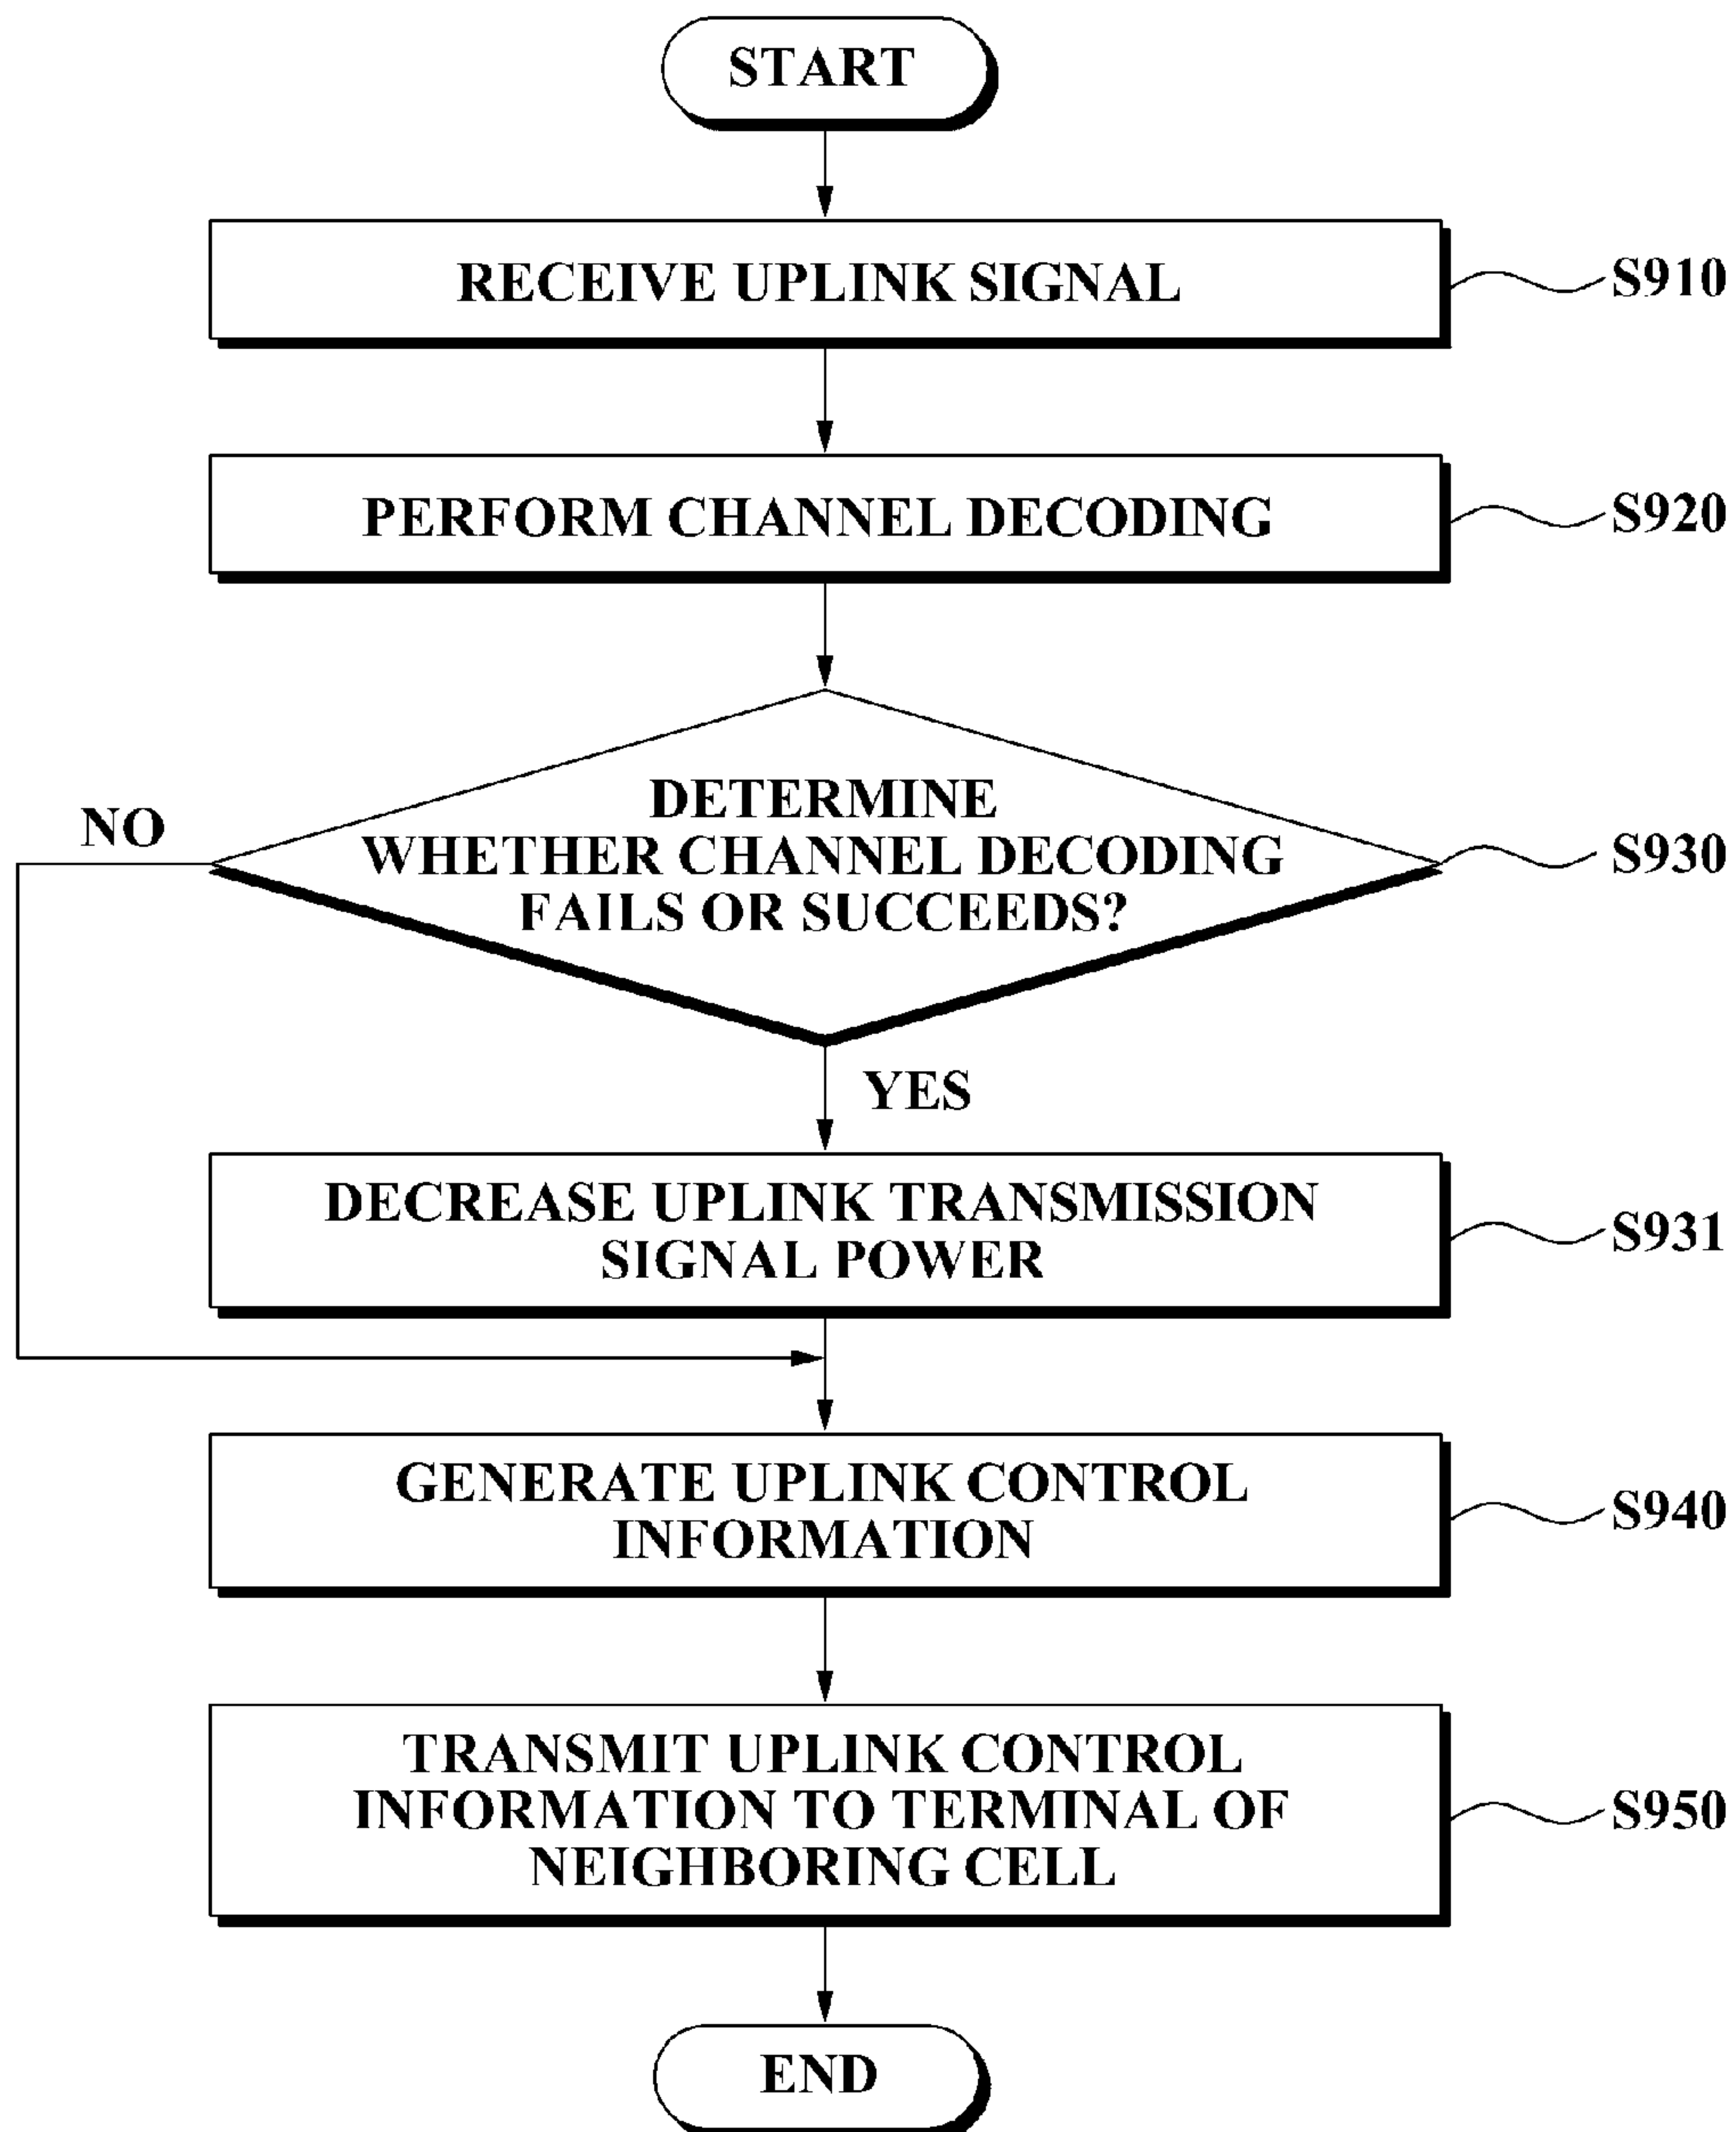 START
RECEIVE UPLINK SIGNAL
S910
PERFORM CHANNEL DECODING
S920
DETERMINE
WHETHER CHANNEL DECODING
FAILS OR SUCCEEDS?
S930
NO
YES
DECREASE UPLINK TRANSMISSION
SIGNAL POWER
S931
GENERATE UPLINK CONTROL
INFORMATION
S940
TRANSMIT UPLINK CONTROL
INFORMATION TO TERMINAL OF
NEIGHBORING CELL
S950
END